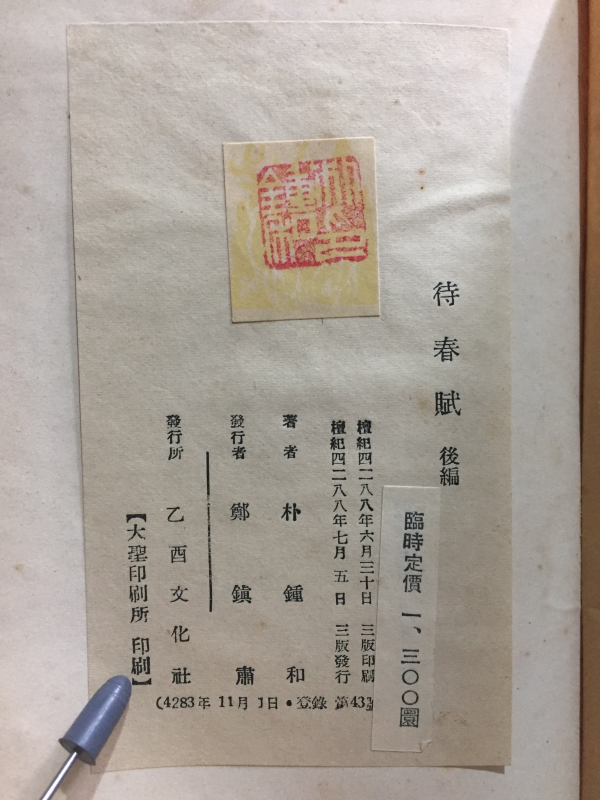 待春賦 後編
臨時定價 一、三〇〇圜
檀紀四二八八年六月三十日 三版印刷
檀紀四二八八年七月 五 日 三版發行
著者 朴鍾和
發行者 鄭鎭肅
發行所 乙酉文化社
【大聖印刷所 印刷】
(4283年 11月 1日・登錄 第43